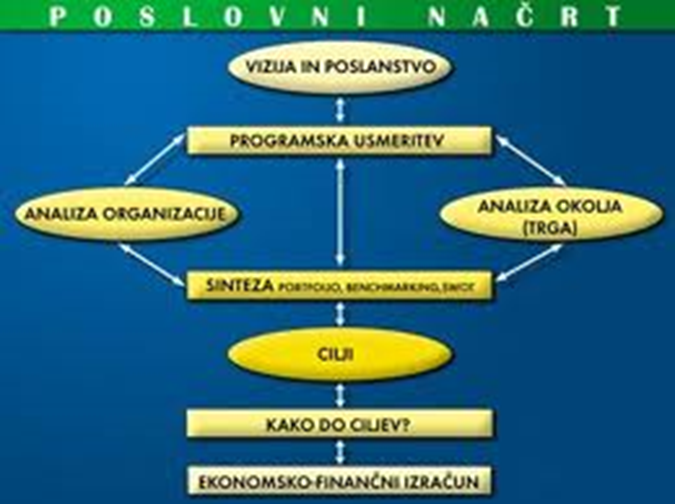 POSLOVNI NAČRT
VIZIJA IN POSLANSTVO
PROGRAMSKA USMERITEV
ANALIZA ORGANIZACIJE
ANALIZA OKOLJA
(TRGA)
SINTEZA PORTFOLIO, BENCHMARKING, SWOT
CILJI
KAKO DO CILJEV?
EKONOMSKO-FINANČNI IZRAČUN